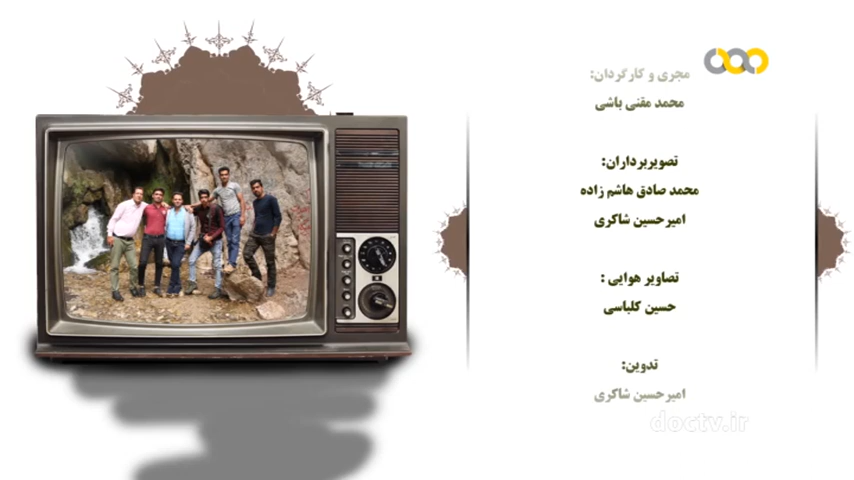 مجری و کارگردان:
محمد مقنی باشی
تصویربرداران:
محمد صادق هاشم زاده
امیرحسین شاکری
تصاویر هوایی :
حسین کلباسی
تدوین:
امیرحسین شاکری
doctv.ir